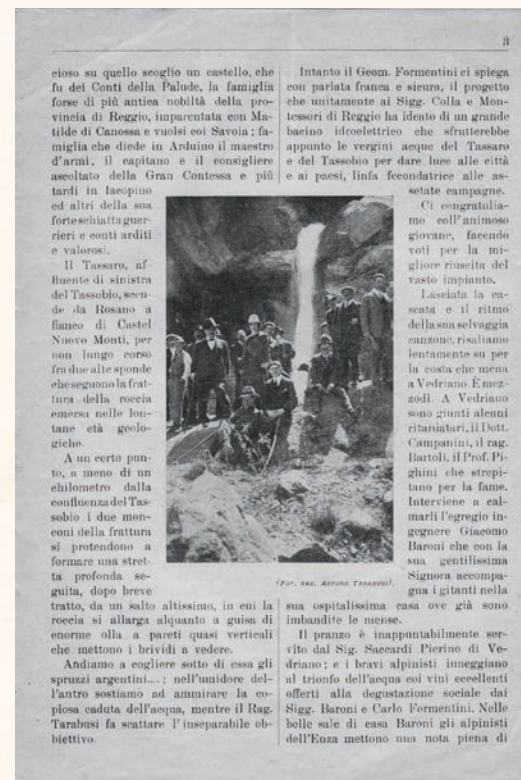 3
cioso su quello scoglio un castello, che
fu dei Conti della Palude, la famiglia
forse di più antica nobiltà della pro-
vincia di Reggio, imparentata con Ma-
tilde di Canossa e vuolsi coi Savoia; fa-
miglia che diede in Arduino il maestro
d'armi, il capitano e il consigliere
ascoltato della Gran Contessa e più
tardi in Iacopino
ed altri della sua
forte schiatta guer-
rieri e conti arditi
e valorosi.
Il Tassaro, af-
fluente di sinistra
del Tassobio, scen-
de da Rosano a
fianco di Castel
Nuovo Monti, per
non lungo corso
fra due alte sponde
che seguono la frat-
tura della roccia
emersa nelle lon-
tane età geolo-
giche.
A un certo pun-
to, a meno di un
chilometro dalla
confluenza del Tas-
sobio i due mon-
coni della frattura
si protendono a
formare una stret-
ta profonda se-
guita, dopo breve
tratto, da un salto altissimo, in cui la
roccia si allarga alquanto a guisa di
enorme olla a pareti quasi verticali
che mettono i brividi a vedere.
Andiamo a cogliere sotto di essa gli
spruzzi argentini....; nell'umidore del-
l'antro sostiamo ad ammirare la co-
piosa caduta dell'acqua, mentre il Rag.
Tarabusi fa scattare l'inseparabile ob-
biettivo.
Intanto il Geom. Formentini ci spiega
con parlata franca e sicura, il progetto
che unitamente ai Sigg. Colla e Mon-
tessori di Reggio ha ideato di un grande
bacino idroelettrico che sfrutterebbe
appunto le vergini acque del Tassaro
e del Tassobio per dare luce alle città
e ai paesi, linfa fecondatrice alle as-
setate campagne.
Ci congratulia-
mo coll'animoso
giovane, facendo
voti per la mi-
gliore riuscita del
vasto impianto.
Lasciata la ca-
scata e il ritmo
della sua selvaggia
canzone, risaliamo
lentamente su per
la costa che mena
a Vedriano. È mez-
zodì. A Vedriano
sono giunti alcuni
ritardatari, il Dott.
Campanini, il rag.
Bartoli, il Prof. Pi-
ghini che strepi-
tano per la fame.
Interviene a cal-
marli l'egregio in-
gegnere Giacomo
Baroni che con la
sua gentilissima
Signora accompa-
gna i gitanti nella
(Fot. rag. Arturo Tarabusi).
sua ospitalissima casa ove già sono
imbandite le mense.
Il pranzo è inappuntabilmente ser-
vito dal Sig. Saccardi Pierino di Ve-
driano; e i bravi alpinisti inneggiano
al trionfo dell'acqua coi vini eccellenti
offerti alla degustazione sociale dai
Sigg. Baroni e Carlo Formentini. Nelle
belle sale di casa Baroni gli alpinisti
dell'Enza mettono una nota piena di